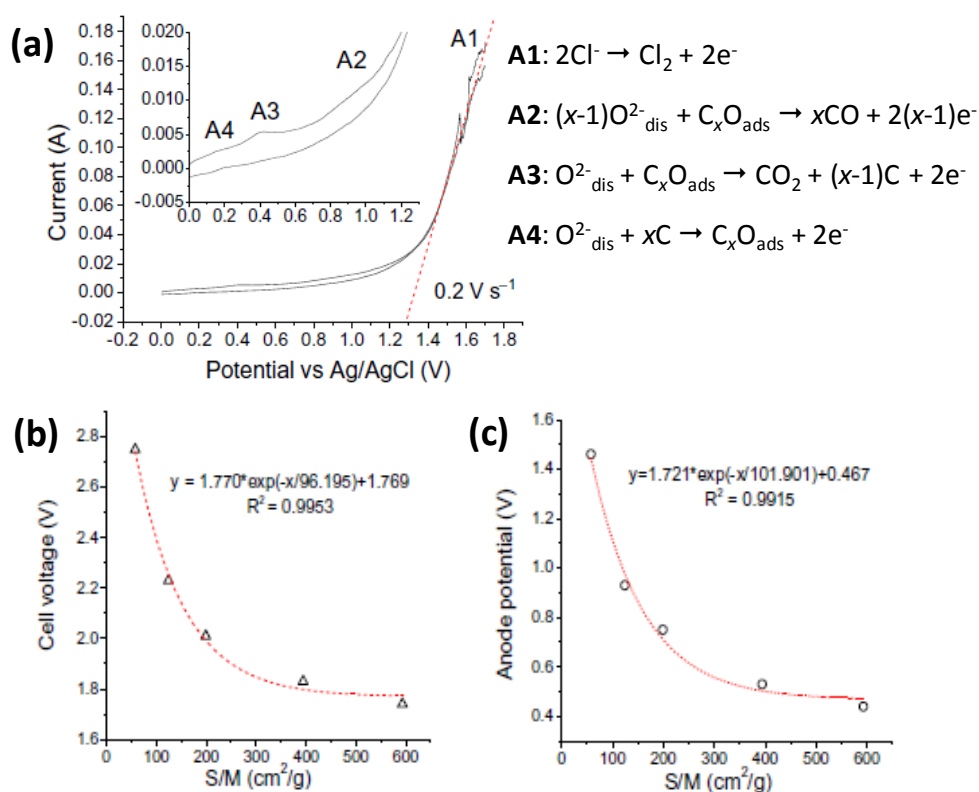 (a)
0.18
0.16
0.14
0.12
0.10
0.08
0.06
0.04
0.02
0.00
-0.02
Current (A)
0.020
0.015
0.010
0.005
0.000
-0.005
0.0 0.2 0.4 0.6 0.8 1.0 1.2
A4
A3
A2
A1
0.2 V s⁻¹
-0.2 0.0 0.2 0.4 0.6 0.8 1.0 1.2 1.4 1.6 1.8
Potential vs Ag/AgCl (V)
A1: 2Cl⁻ → Cl₂ + 2e⁻
A2: (x-1)O²⁻dis + CₓOads → xCO + 2(x-1)e⁻
A3: O²⁻dis + CₓOads → CO₂ + (x-1)C + 2e⁻
A4: O²⁻dis + xC → CₓOads + 2e⁻
(b)
2.8
2.6
2.4
2.2
2.0
1.8
1.6
Cell voltage (V)
y = 1.770*exp(-x/96.195)+1.769
R² = 0.9953
0 100 200 300 400 500 600
S/M (cm²/g)
(c)
1.6
1.4
1.2
1.0
0.8
0.6
0.4
Anode potential (V)
y=1.721*exp(-x/101.901)+0.467
R² = 0.9915
0 100 200 300 400 500 600
S/M (cm²/g)